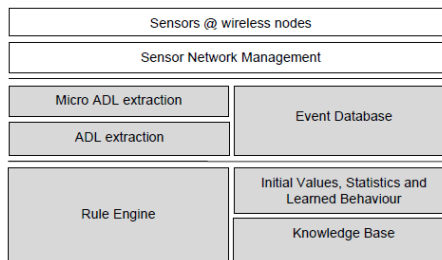 Sensors @ wireless nodes
Sensor Network Management
Micro ADL extraction
ADL extraction
Event Database
Rule Engine
Initial Values, Statistics and
Learned Behaviour
Knowledge Base